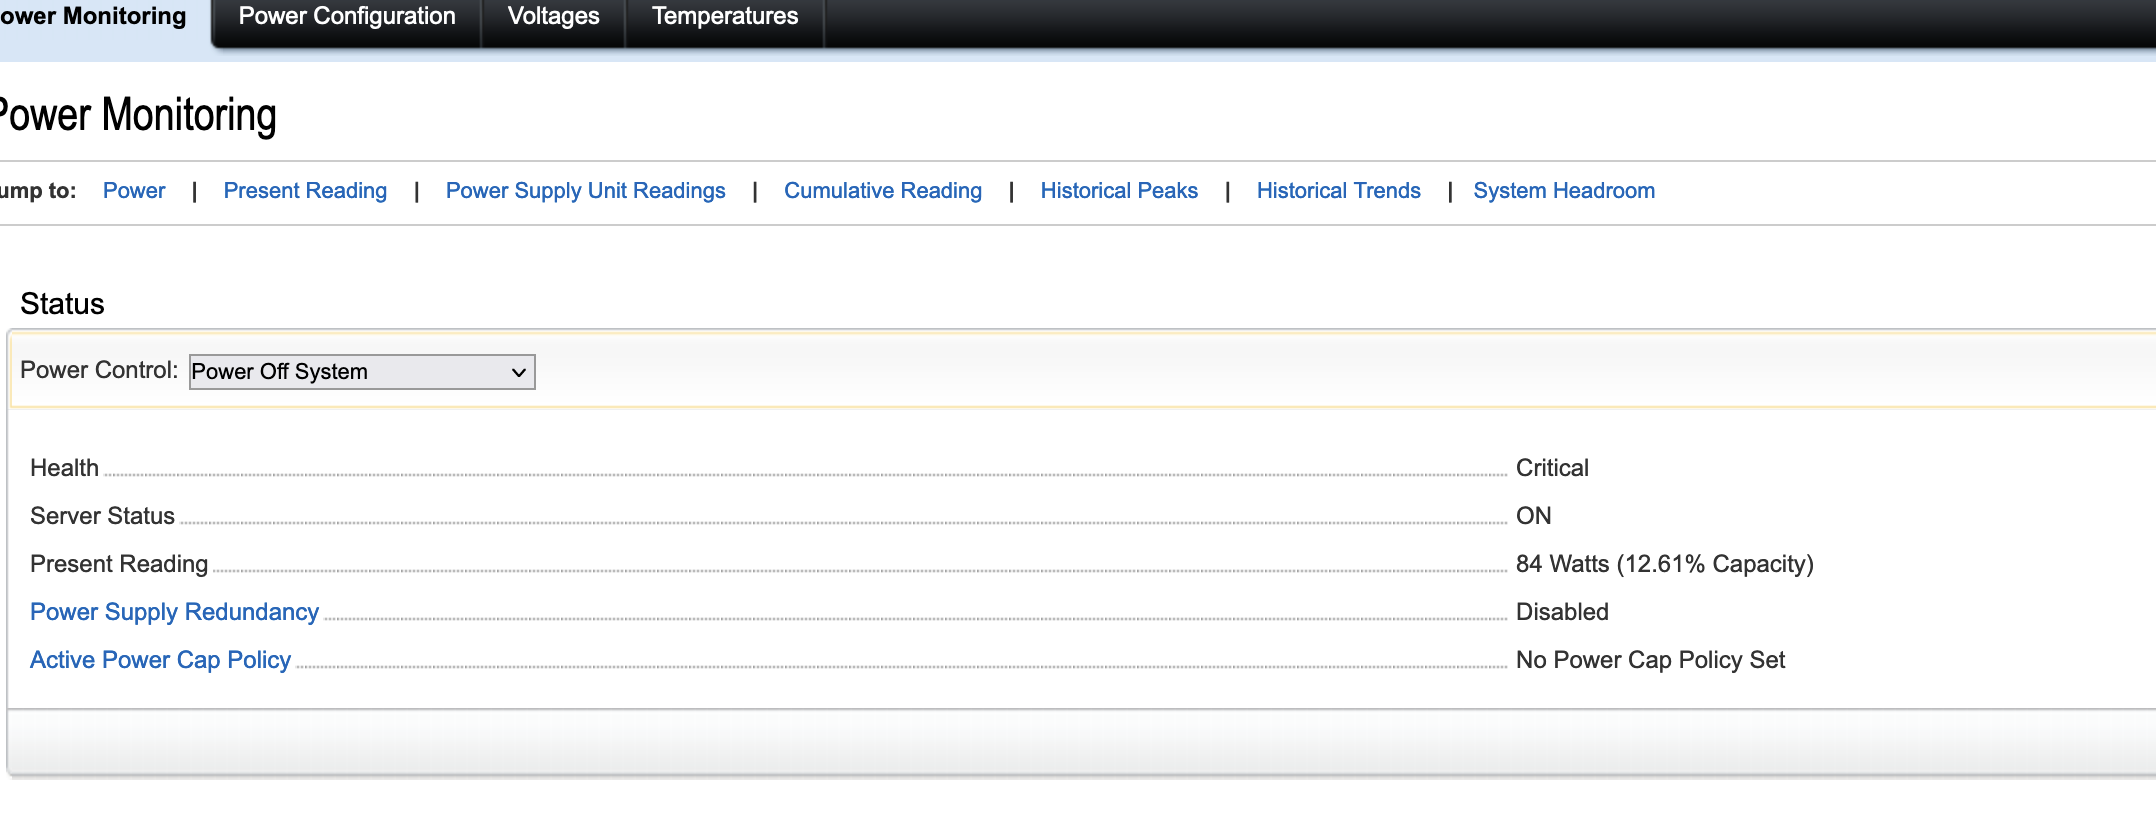 ower Monitoring Power Configuration Voltages Temperatures
Power Monitoring
ump to: Power | Present Reading | Power Supply Unit Readings | Cumulative Reading | Historical Peaks | Historical Trends | System Headroom
Status
Power Control: Power Off System
Health Critical
Server Status ON
Present Reading 84 Watts (12.61% Capacity)
Power Supply Redundancy Disabled
Active Power Cap Policy No Power Cap Policy Set